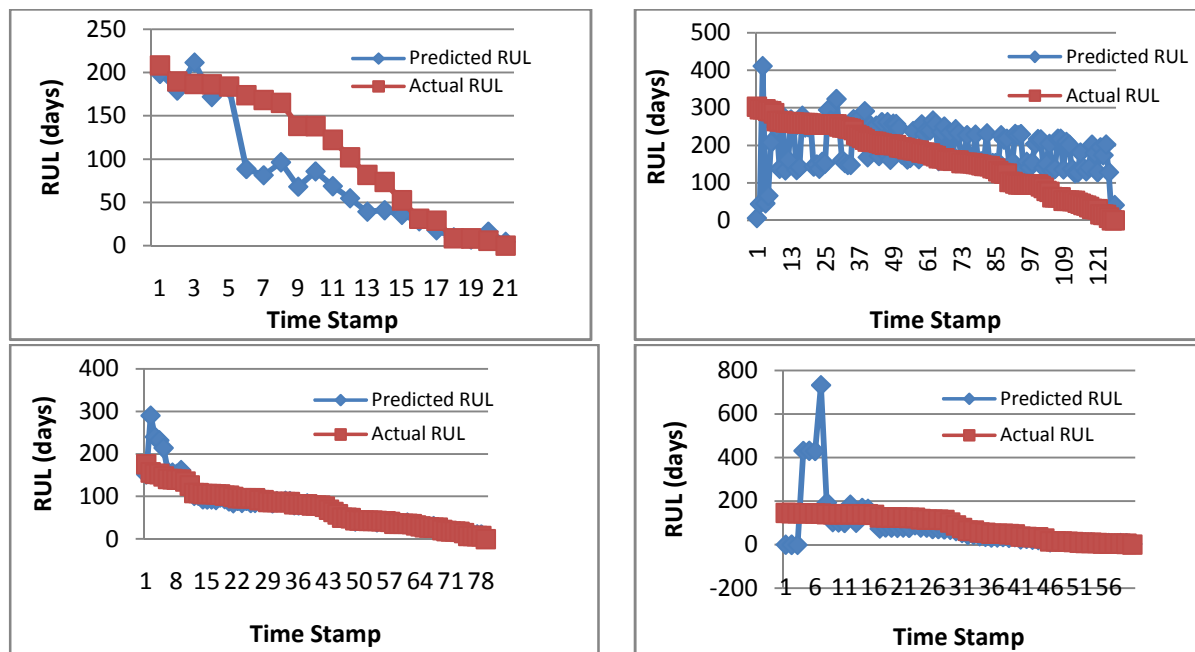 250
200
150
100
50
0
RUL (days)
Predicted RUL
Actual RUL
1 3 5 7 9 11 13 15 17 19 21
Time Stamp
500
400
300
200
100
0
RUL (days)
Predicted RUL
Actual RUL
1 13 25 37 49 61 73 85 97 109 121
Time Stamp
400
300
200
100
0
RUL (days)
Predicted RUL
Actual RUL
1 8 15 22 29 36 43 50 57 64 71 78
Time Stamp
800
600
400
200
0
-200
RUL (days)
Predicted RUL
Actual RUL
1 6 11 16 21 26 31 36 41 46 51 56
Time Stamp